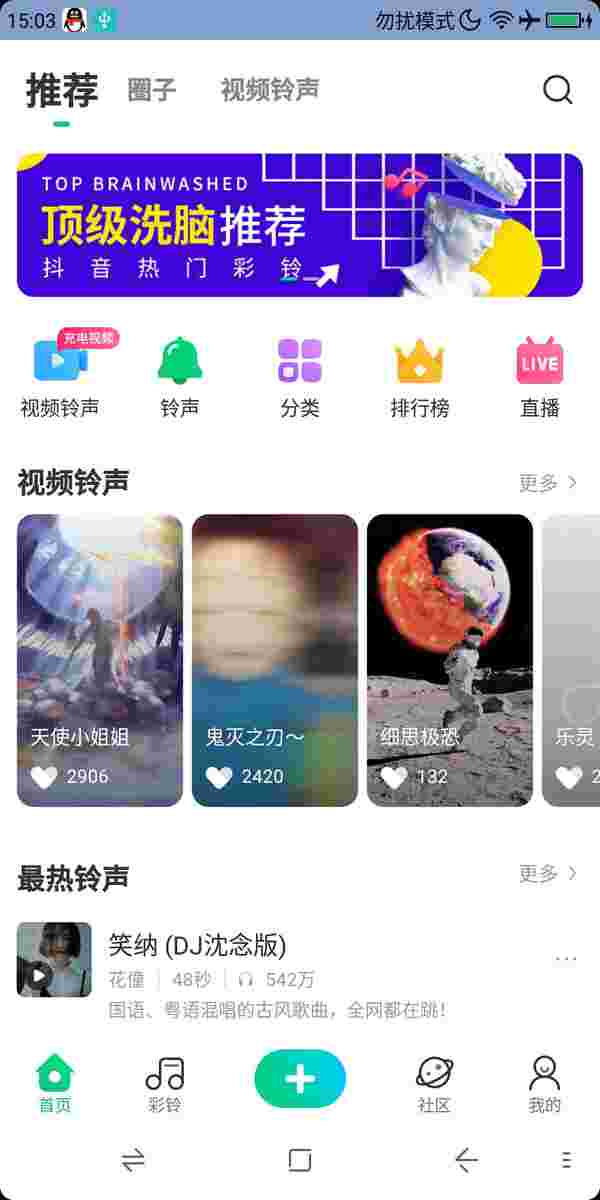 15:03
勿扰模式
推荐
圈子
视频铃声
TOP BRAINWASHED
顶级洗脑推荐
抖音热门彩铃
充电视频
LIVE
视频铃声
铃声
分类
排行榜
直播
视频铃声
更多
天使小姐姐
2906
鬼灭之刃～
2420
细思极恐
132
乐灵
2
最热铃声
更多
笑纳 (DJ沈念版)
花僮
48秒
542万
国语、粤语混唱的古风歌曲，全网都在跳！
首页
彩铃
社区
我的